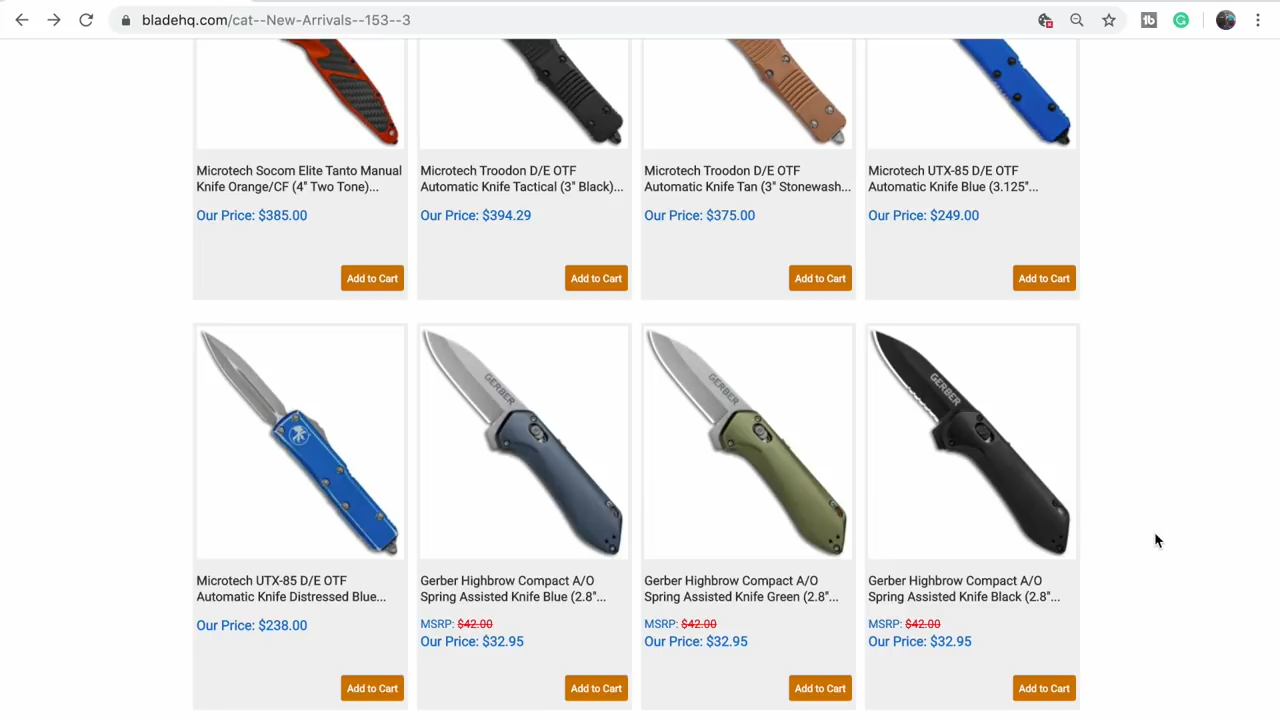 bladehq.com/cat--New-Arrivals--153--3
Microtech Socom Elite Tanto Manual
Knife Orange/CF (4" Two Tone)...
Our Price: $385.00
Add to Cart
Microtech Troodon D/E OTF
Automatic Knife Tactical (3" Black)...
Our Price: $394.29
Add to Cart
Microtech Troodon D/E OTF
Automatic Knife Tan (3" Stonewash...
Our Price: $375.00
Add to Cart
Microtech UTX-85 D/E OTF
Automatic Knife Blue (3.125"...
Our Price: $249.00
Add to Cart
Microtech UTX-85 D/E OTF
Automatic Knife Distressed Blue...
Our Price: $238.00
Add to Cart
GERBER
Gerber Highbrow Compact A/O
Spring Assisted Knife Blue (2.8"...
MSRP: $42.00
Our Price: $32.95
Add to Cart
GERBER
Gerber Highbrow Compact A/O
Spring Assisted Knife Green (2.8"...
MSRP: $42.00
Our Price: $32.95
Add to Cart
GERBER
Gerber Highbrow Compact A/O
Spring Assisted Knife Black (2.8"...
MSRP: $42.00
Our Price: $32.95
Add to Cart